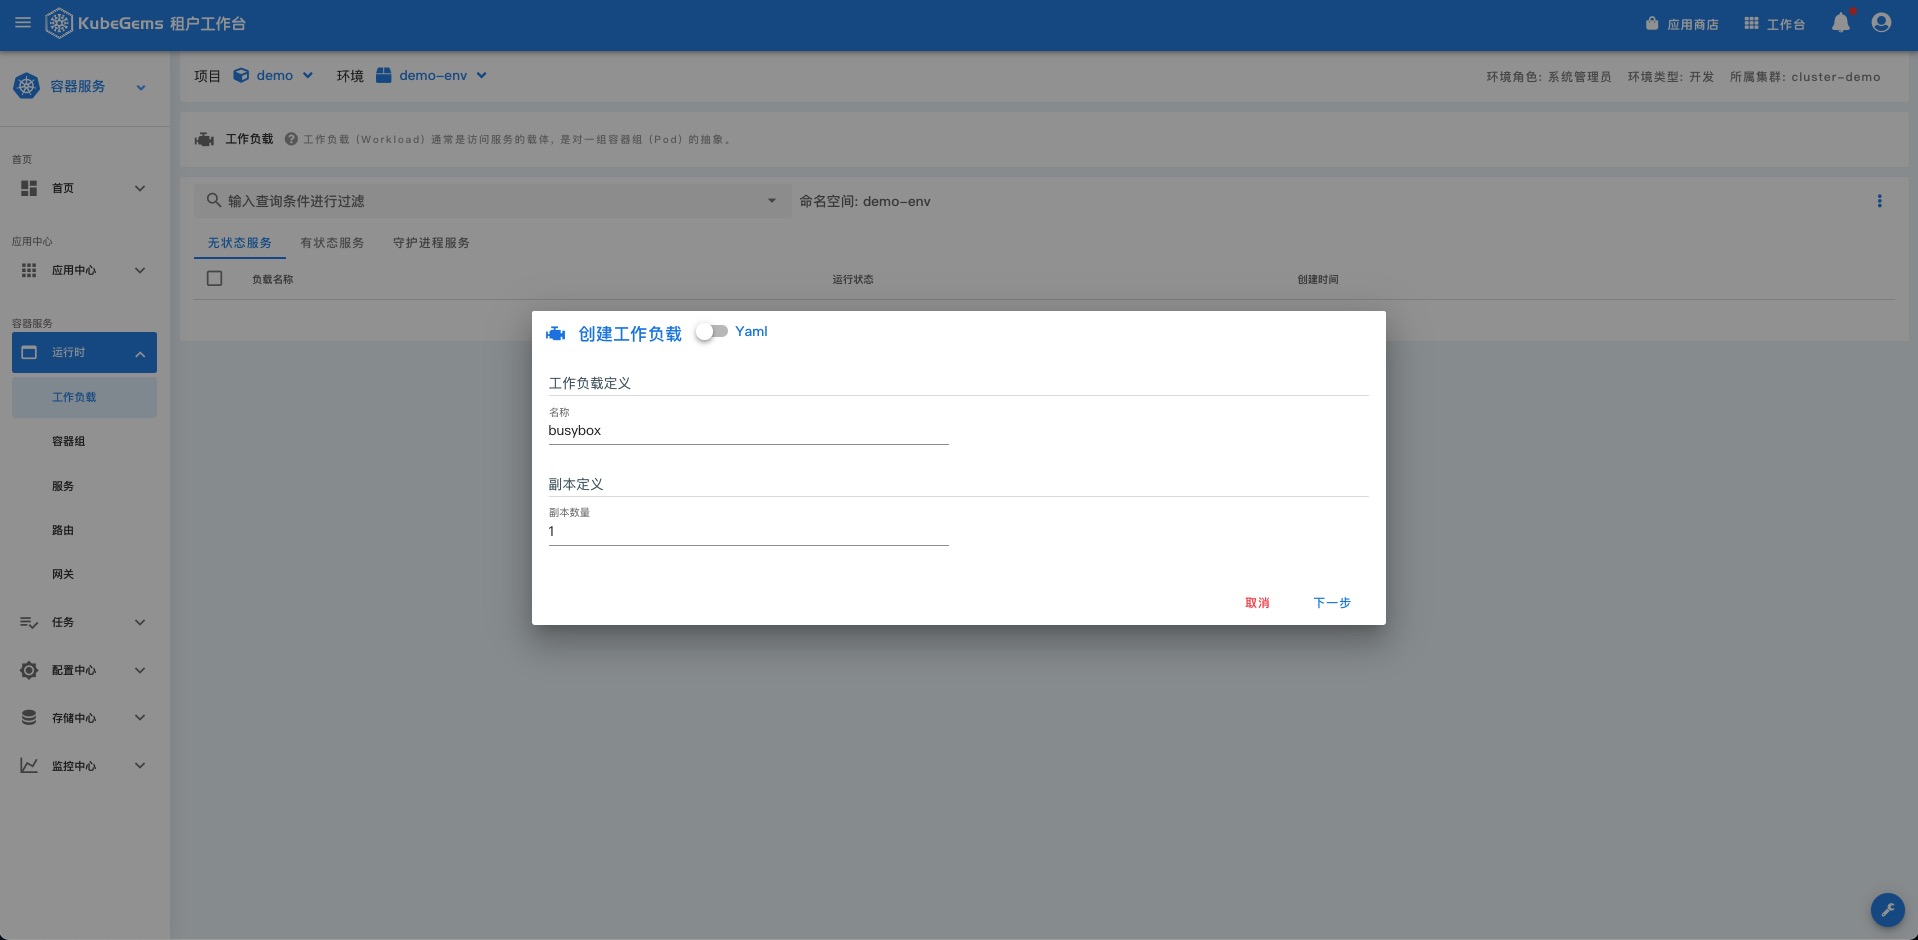 KubeGems 租户工作台
应用商店
工作台
容器服务
项目 demo 环境 demo-env
环境角色: 系统管理员 环境类型: 开发 所属集群: cluster-demo
工作负载 工作负载 (Workload) 通常是访问服务的载体, 是对一组容器组 (Pod) 的抽象。
输入查询条件进行过滤
命名空间: demo-env
无状态服务 有状态服务 守护进程服务
负载名称 运行状态 创建时间
首页
首页
应用中心
应用中心
容器服务
运行时
工作负载
容器组
服务
路由
网关
任务
配置中心
存储中心
监控中心
创建工作负载 Yaml
工作负载定义
名称
busybox
副本定义
副本数量
1
取消 下一步